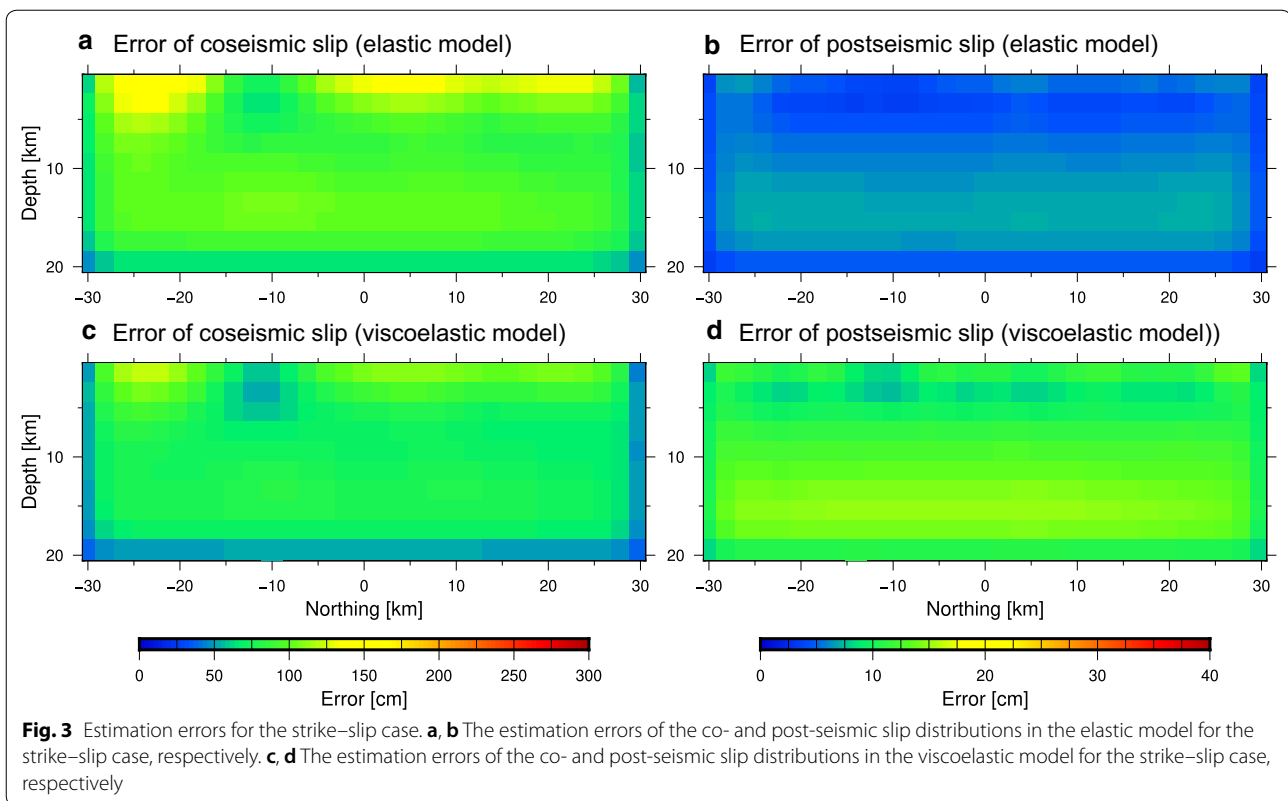 a Error of coseismic slip (elastic model)
b Error of postseismic slip (elastic model)
Depth [km]
10
20
−30 −20 −10 0 10 20 30
10
20
−30 −20 −10 0 10 20 30
c Error of coseismic slip (viscoelastic model)
d Error of postseismic slip (viscoelastic model))
Depth [km]
10
20
−30 −20 −10 0 10 20 30
Northing [km]
10
20
−30 −20 −10 0 10 20 30
Northing [km]
0 50 100 150 200 250 300
Error [cm]
0 10 20 30 40
Error [cm]
Fig. 3 Estimation errors for the strike–slip case. a, b The estimation errors of the co- and post-seismic slip distributions in the elastic model for the
strike–slip case, respectively. c, d The estimation errors of the co- and post-seismic slip distributions in the viscoelastic model for the strike–slip case,
respectively